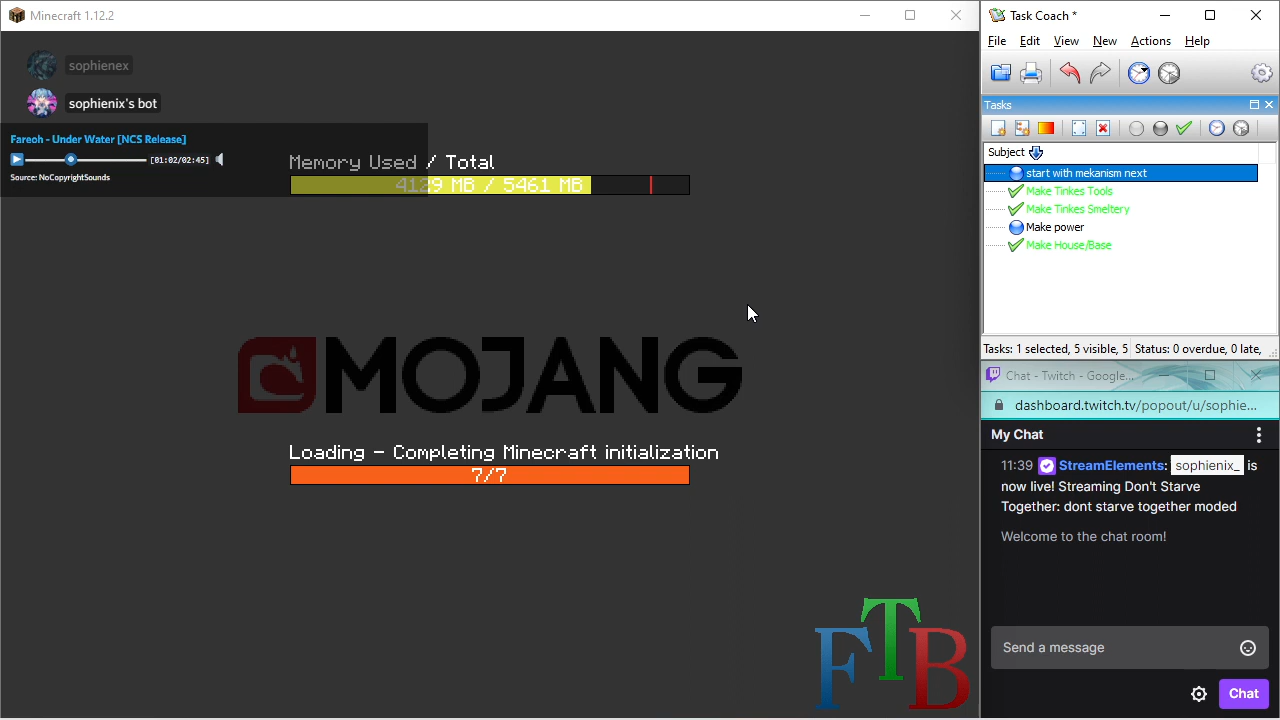 Minecraft 1.12.2
sophienex
sophienix's bot
Fareoh - Under Water [NCS Release]
[01:02/02:45]
Source: NoCopyrightSounds
Memory Used / Total
4129 MB / 5461 MB
MOJANG
Loading - Completing Minecraft initialization
7/7
FTB
Task Coach *
File Edit View New Actions Help
Tasks
Subject
start with mekanism next
Make Tinkes Tools
Make Tinkes Smeltery
Make power
Make House/Base
Tasks: 1 selected, 5 visible, 5 Status: 0 overdue, 0 late,
Chat - Twitch - Google...
dashboard.twitch.tv/popout/u/sophie...
My Chat
11:39 StreamElements: sophienix_ is
now live! Streaming Don't Starve
Together: dont starve together moded
Welcome to the chat room!
Send a message
Chat